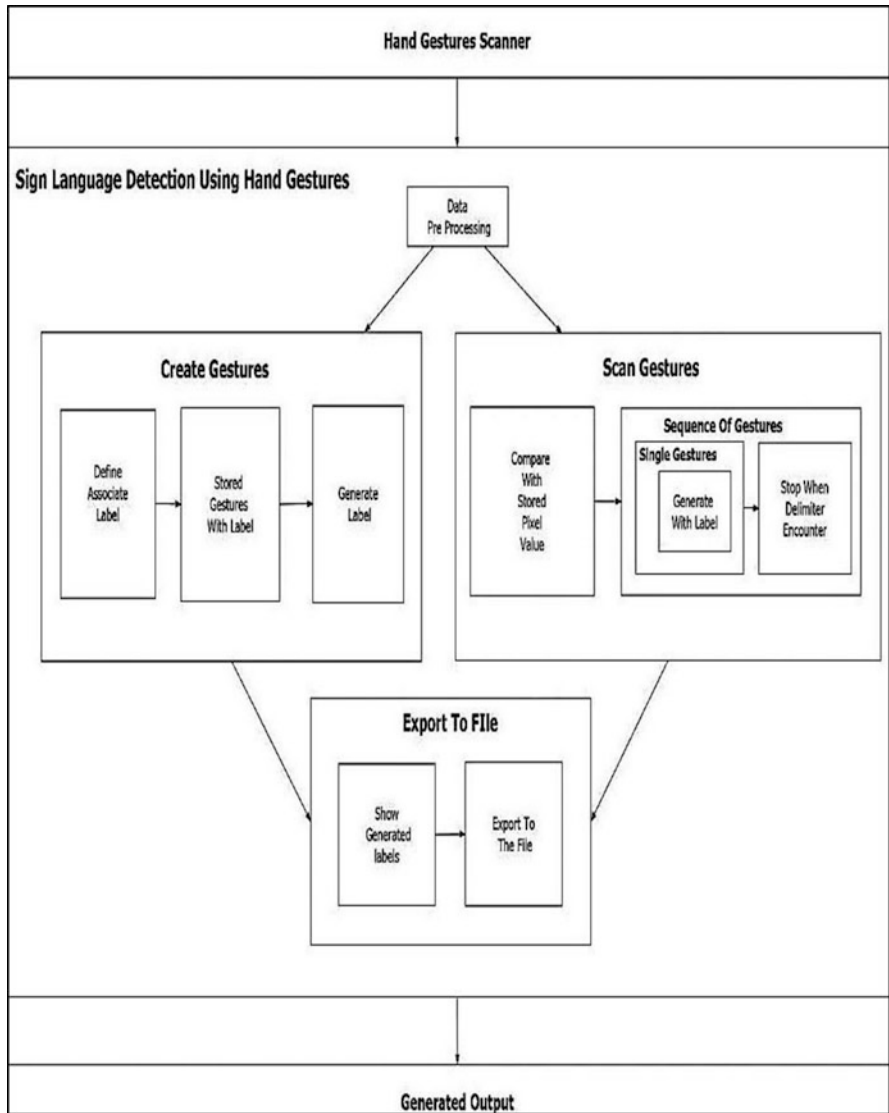 Hand Gestures Scanner
Sign Language Detection Using Hand Gestures
Data
Pre Processing
Create Gestures
Define
Associate
Label
Stored
Gestures
With Label
Generate
Label
Scan Gestures
Compare
With
Stored
Pixel
Value
Sequence Of Gestures
Single Gestures
Generate
With Label
Stop When
Delimiter
Encounter
Export To FIle
Show
Generated
labels
Export To
The File
Generated Output